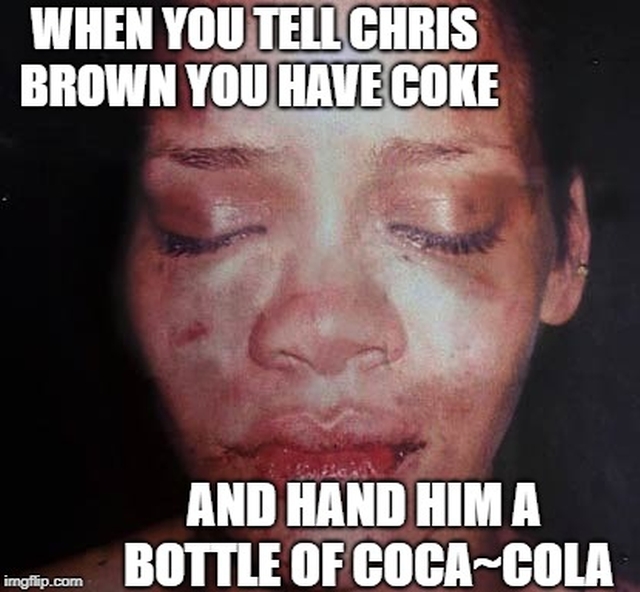 WHEN YOU TELL CHRIS
BROWN YOU HAVE COKE
AND HAND HIM A
BOTTLE OF COCA~COLA
imgflip.com